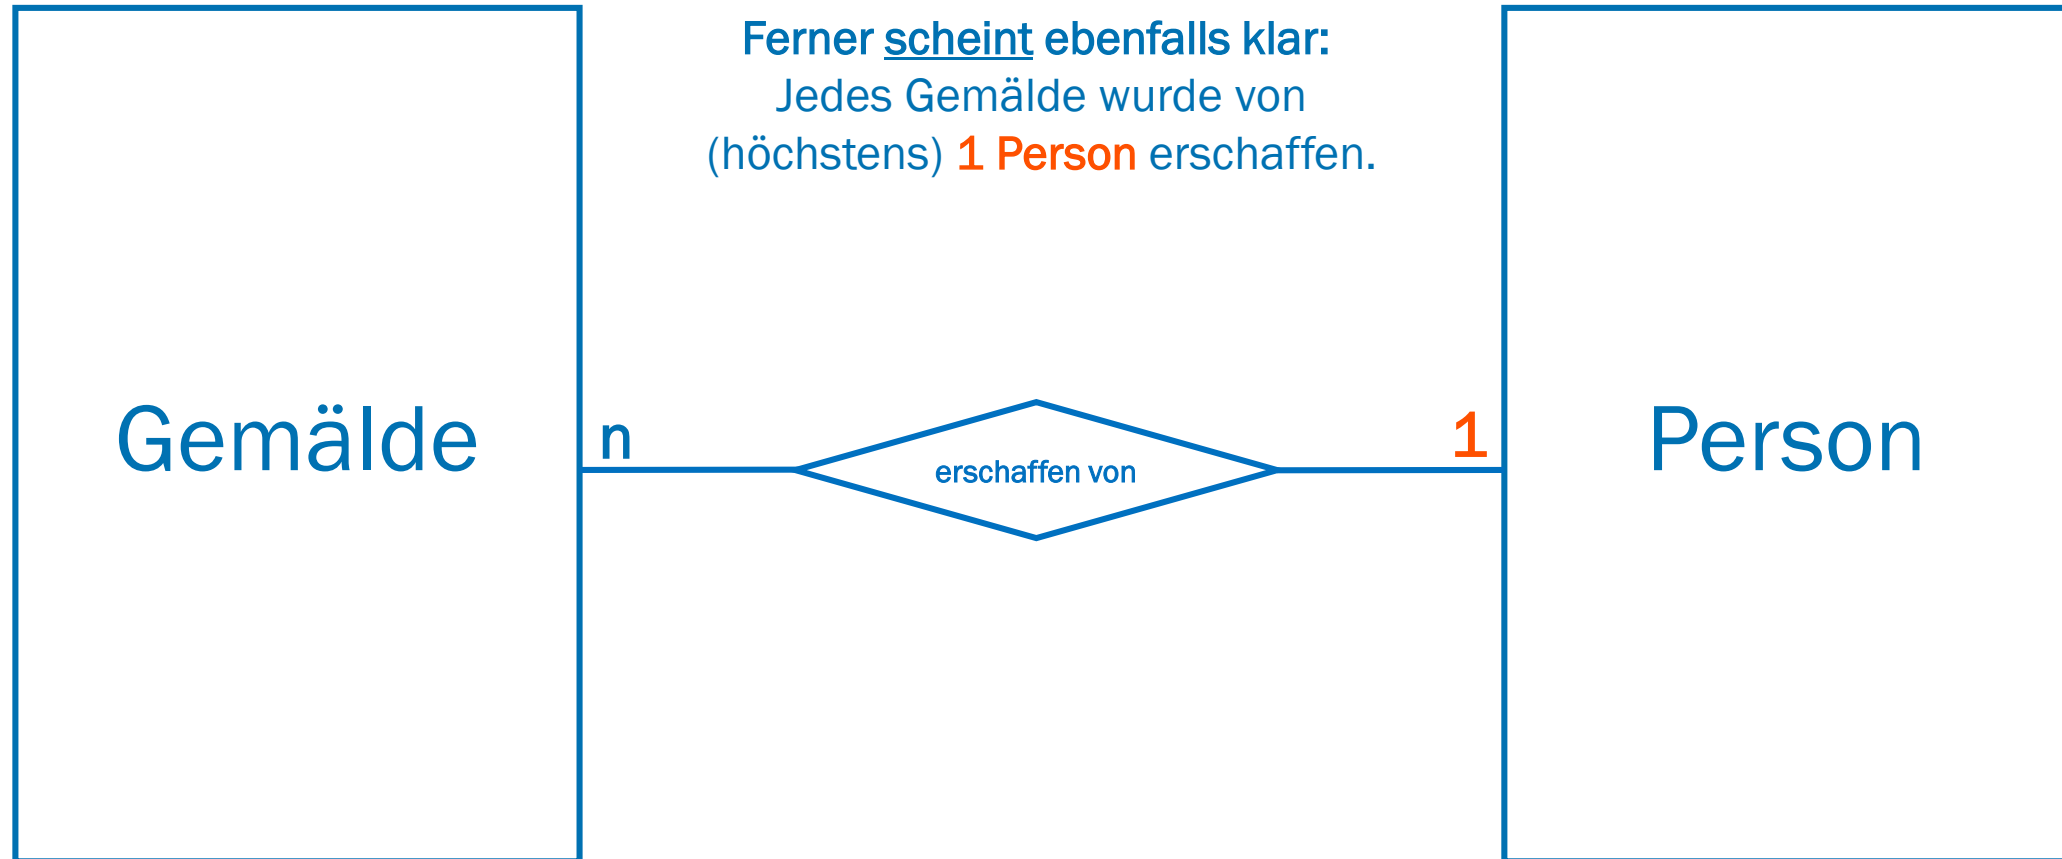 Ferner scheint ebenfalls klar:
Jedes Gemälde wurde von
(höchstens) 1 Person erschaffen.
Gemälde
n
erschaffen von
1
Person